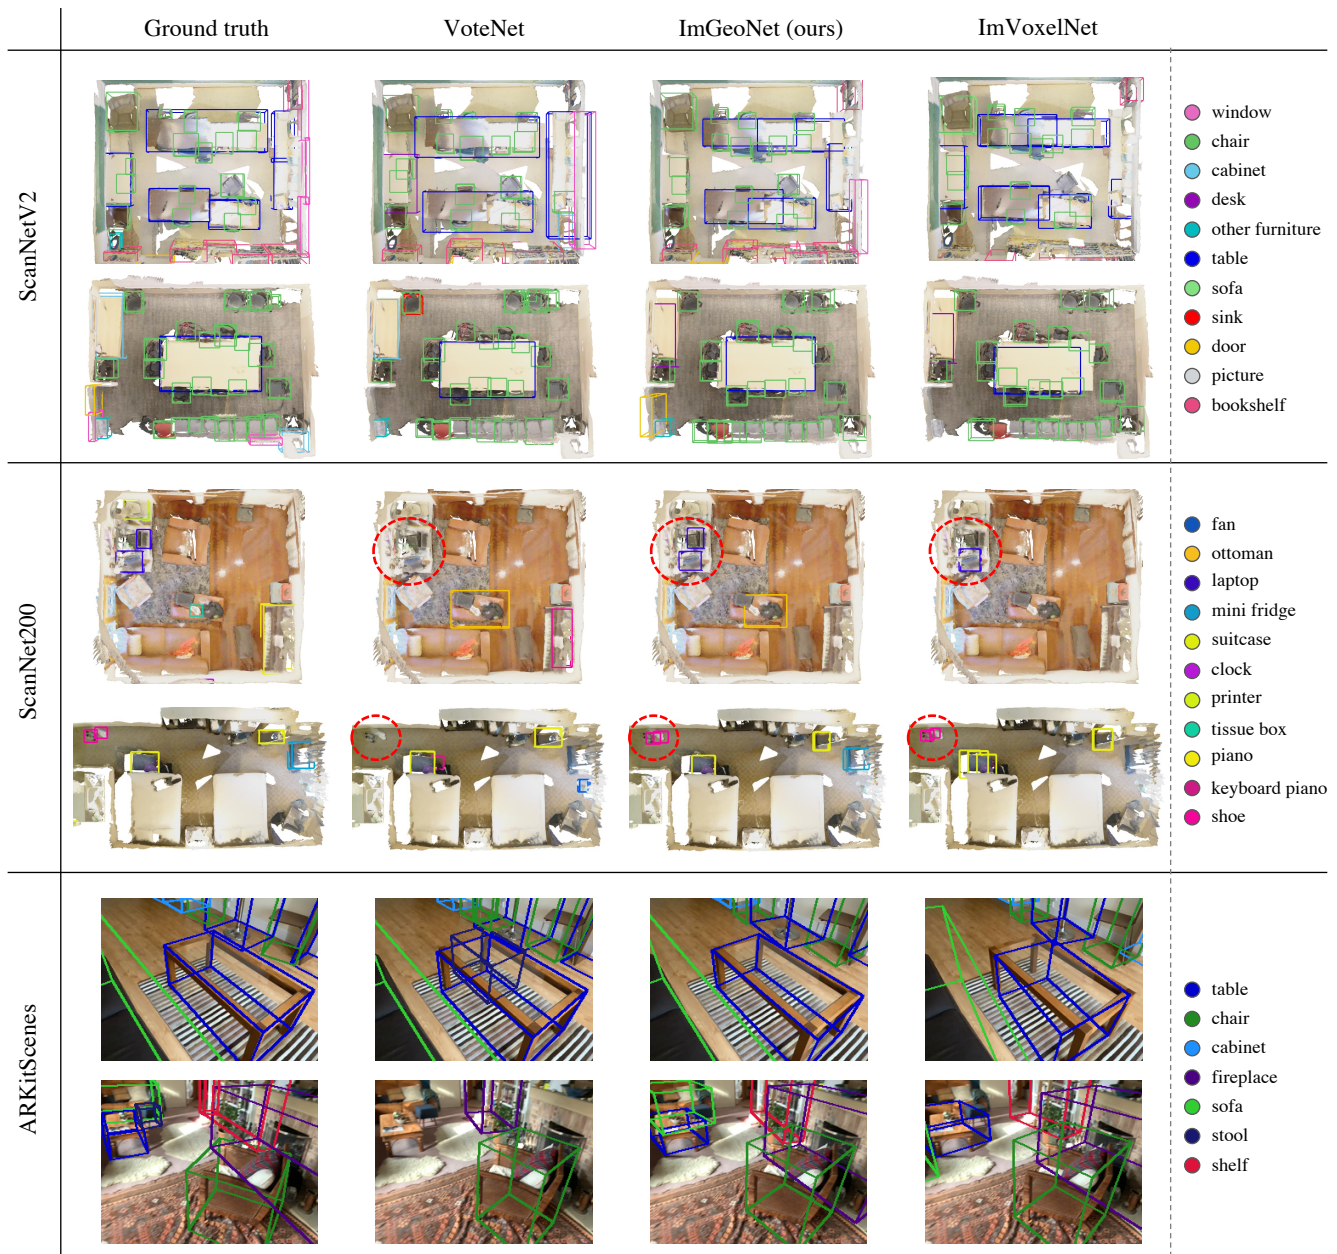 Ground truth
VoteNet
ImGeoNet (ours)
ImVoxelNet
ScanNetV2
window
chair
cabinet
desk
other furniture
table
sofa
sink
door
picture
bookshelf
ScanNet200
fan
ottoman
laptop
mini fridge
suitcase
clock
printer
tissue box
piano
keyboard piano
shoe
ARKitScenes
table
chair
cabinet
fireplace
sofa
stool
shelf